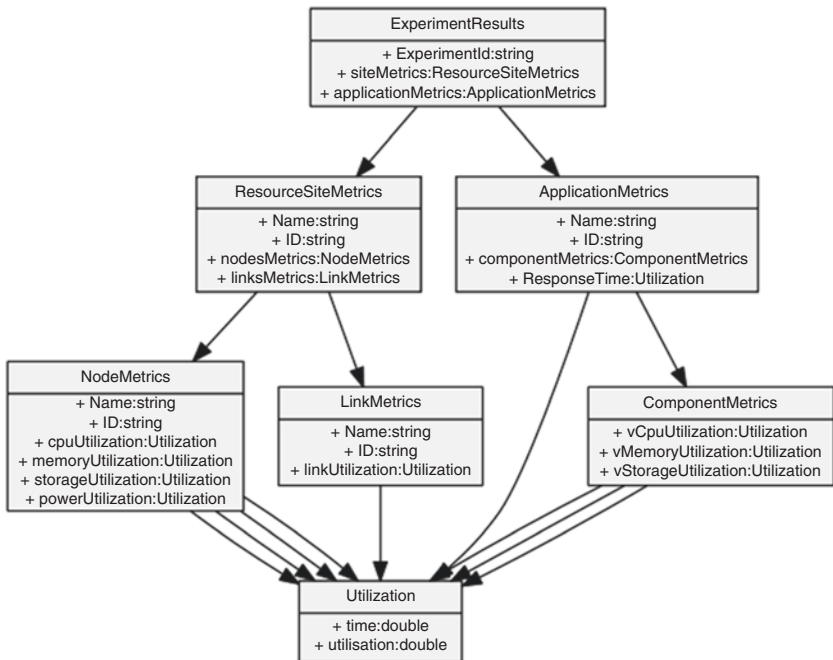 ExperimentResults
+ ExperimentId:string
+ siteMetrics:ResourceSiteMetrics
+ applicationMetrics:ApplicationMetrics
ResourceSiteMetrics
+ Name:string
+ ID:string
+ nodesMetrics:NodeMetrics
+ linksMetrics:LinkMetrics
ApplicationMetrics
+ Name:string
+ ID:string
+ componentMetrics:ComponentMetrics
+ ResponseTime:Utilization
NodeMetrics
+ Name:string
+ ID:string
+ cpuUtilization:Utilization
+ memoryUtilization:Utilization
+ storageUtilization:Utilization
+ powerUtilization:Utilization
LinkMetrics
+ Name:string
+ ID:string
+ linkUtilization:Utilization
ComponentMetrics
+ vCpuUtilization:Utilization
+ vMemoryUtilization:Utilization
+ vStorageUtilization:Utilization
Utilization
+ time:double
+ utilisation:double